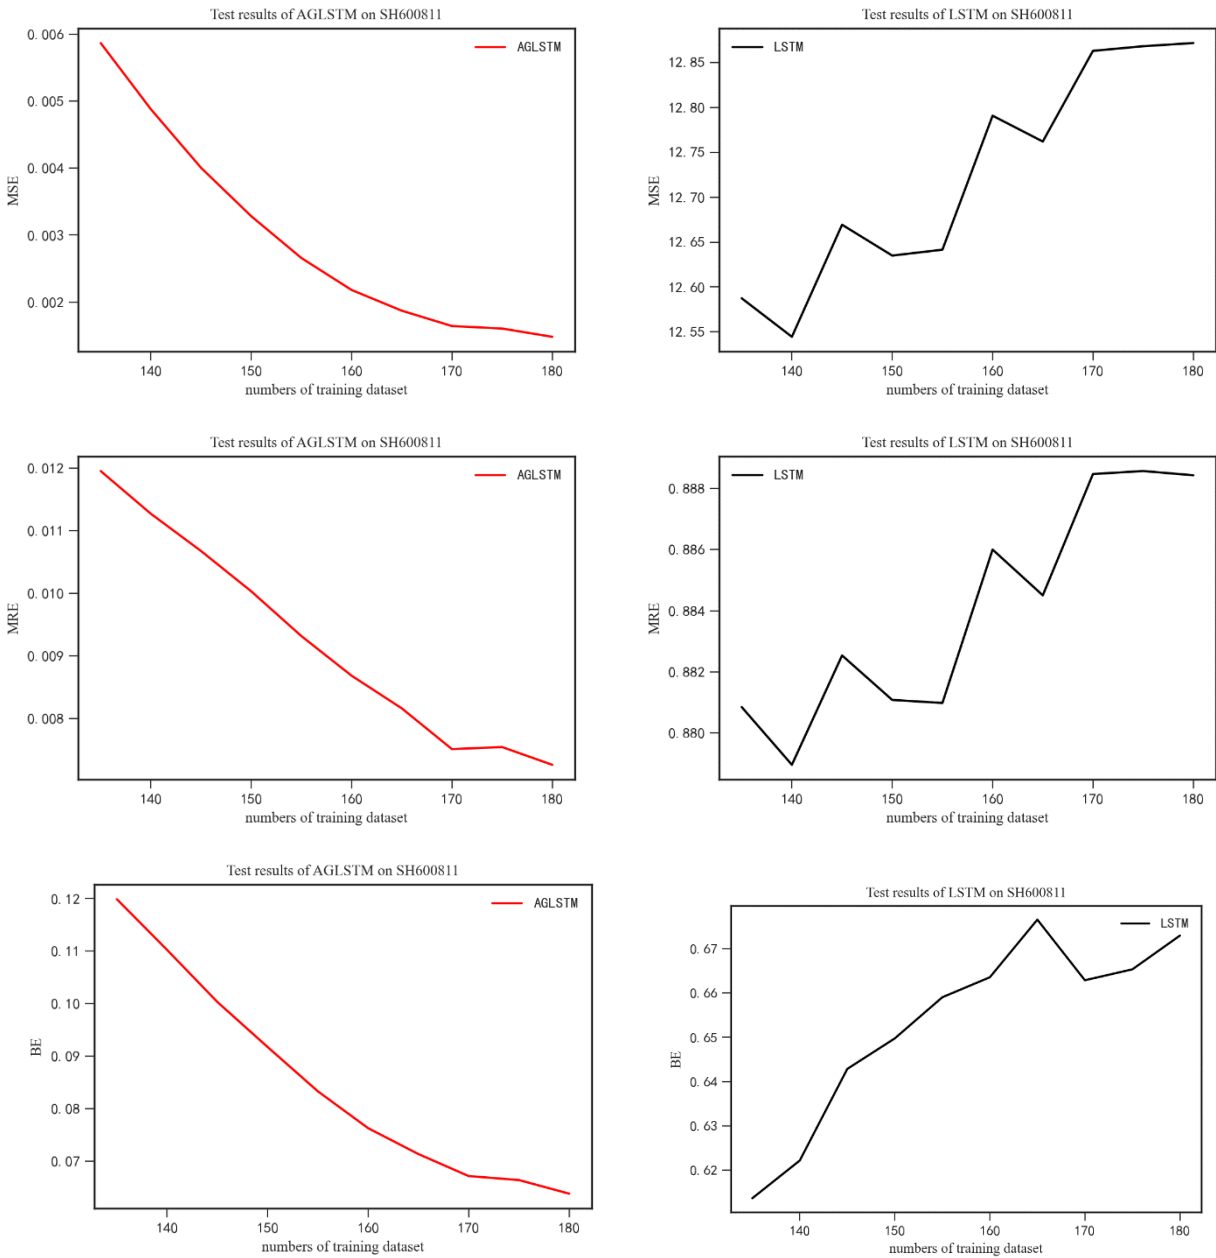 Test results of AGLSTM on SH600811
AGLSTM
0.006
0.005
0.004
0.003
0.002
MSE
140 150 160 170 180
numbers of training dataset
Test results of LSTM on SH600811
LSTM
12.85
12.80
12.75
12.70
12.65
12.60
12.55
MSE
140 150 160 170 180
numbers of training dataset
Test results of AGLSTM on SH600811
AGLSTM
0.012
0.011
0.010
0.009
0.008
MRE
140 150 160 170 180
numbers of training dataset
Test results of LSTM on SH600811
LSTM
0.888
0.886
0.884
0.882
0.880
MRE
140 150 160 170 180
numbers of training dataset
Test results of AGLSTM on SH600811
AGLSTM
0.12
0.11
0.10
0.09
0.08
0.07
BE
140 150 160 170 180
numbers of training dataset
Test results of LSTM on SH600811
LSTM
0.67
0.66
0.65
0.64
0.63
0.62
BE
140 150 160 170 180
numbers of training dataset